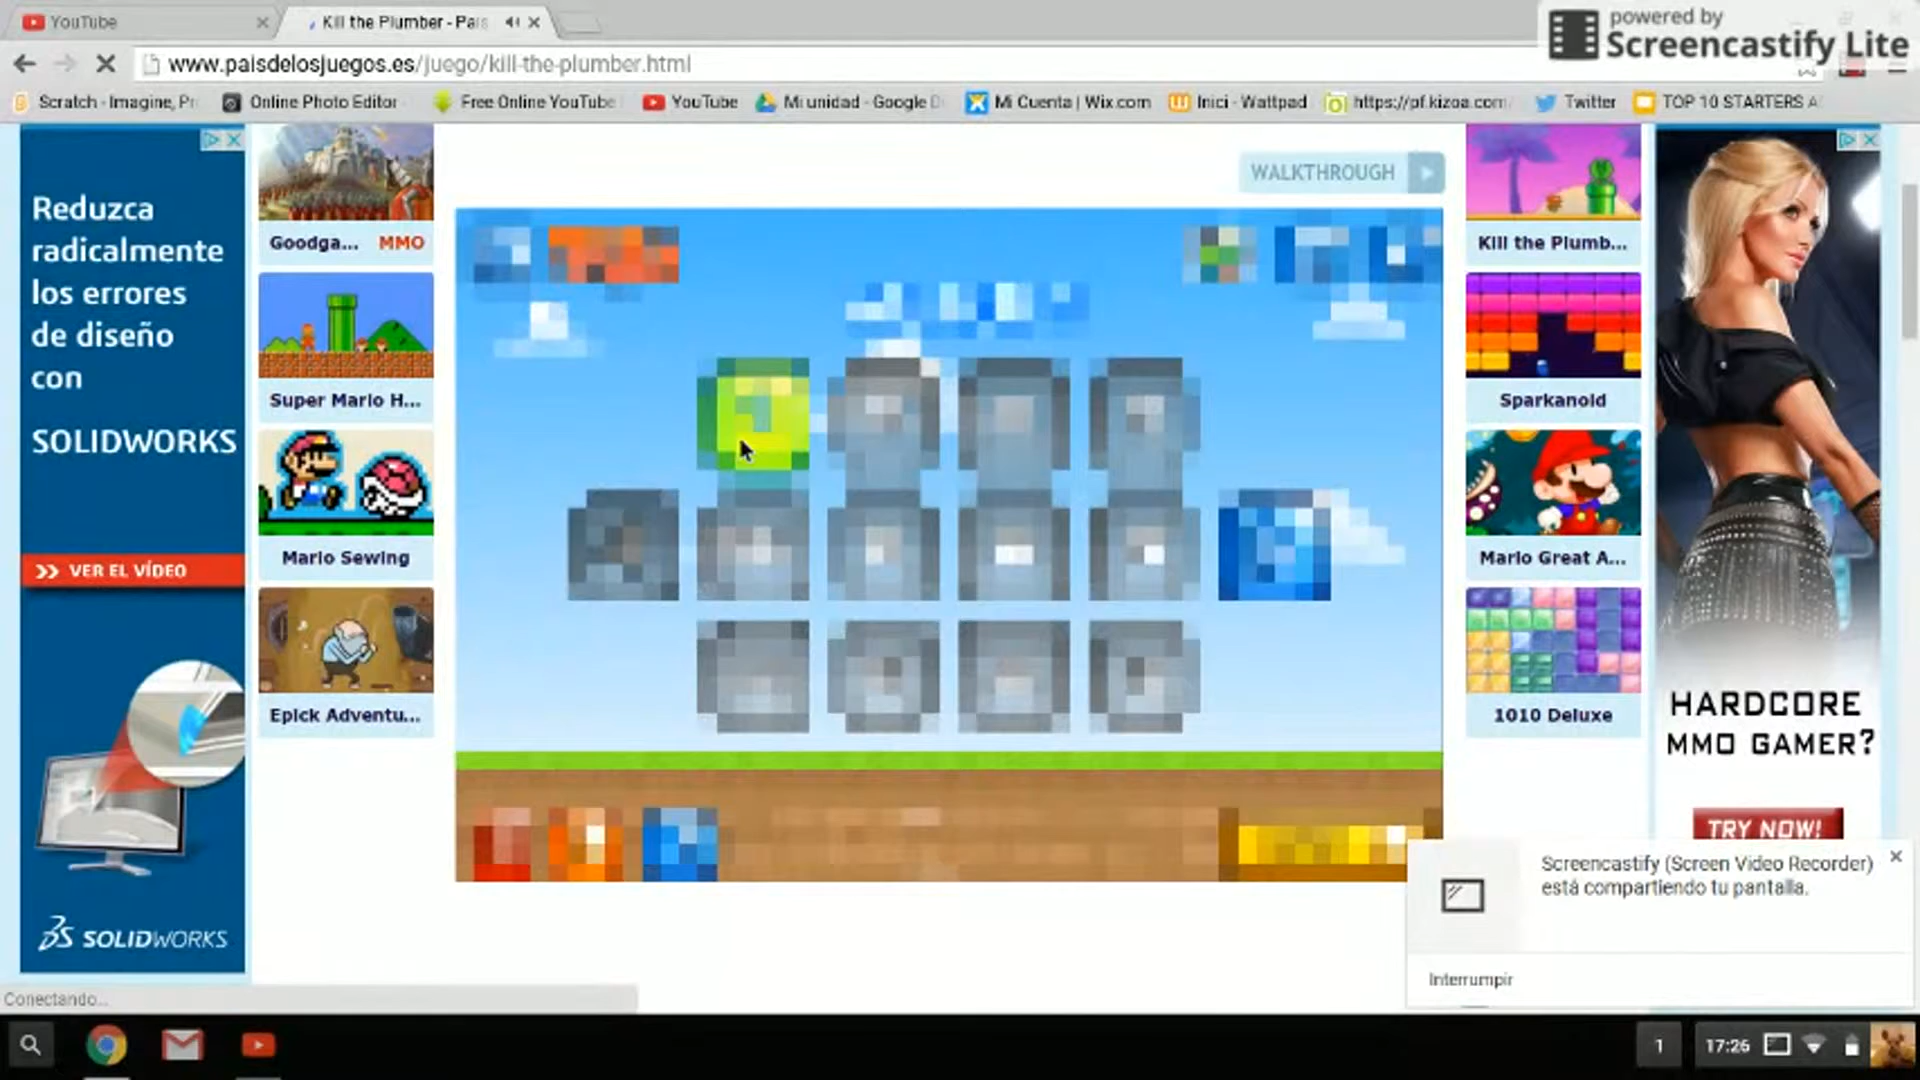 YouTube
Kill the Plumber - Pais
powered by
Screencastify Lite
www.paisdelosjuegos.es/juego/kill-the-plumber.html
Scratch - Imagine, Pr
Online Photo Editor
Free Online YouTube
YouTube
Mi unidad - Google D
Mi Cuenta | Wix.com
Inici - Wattpad
https://pf.kizoa.com
Twitter
TOP 10 STARTERS A
Reduzca
radicalmente
los errores
de diseño
con
SOLIDWORKS
VER EL VÍDEO
SOLIDWORKS
Goodga... MMO
Super Mario H...
Mario Sewing
Epick Adventu...
WALKTHROUGH
Kill the Plumb...
Sparkanoid
Mario Great A...
1010 Deluxe
HARDCORE
MMO GAMER?
TRY NOW!
Screencastify (Screen Video Recorder)
está compartiendo tu pantalla.
Interrumpir
Conectando...
1
17:26